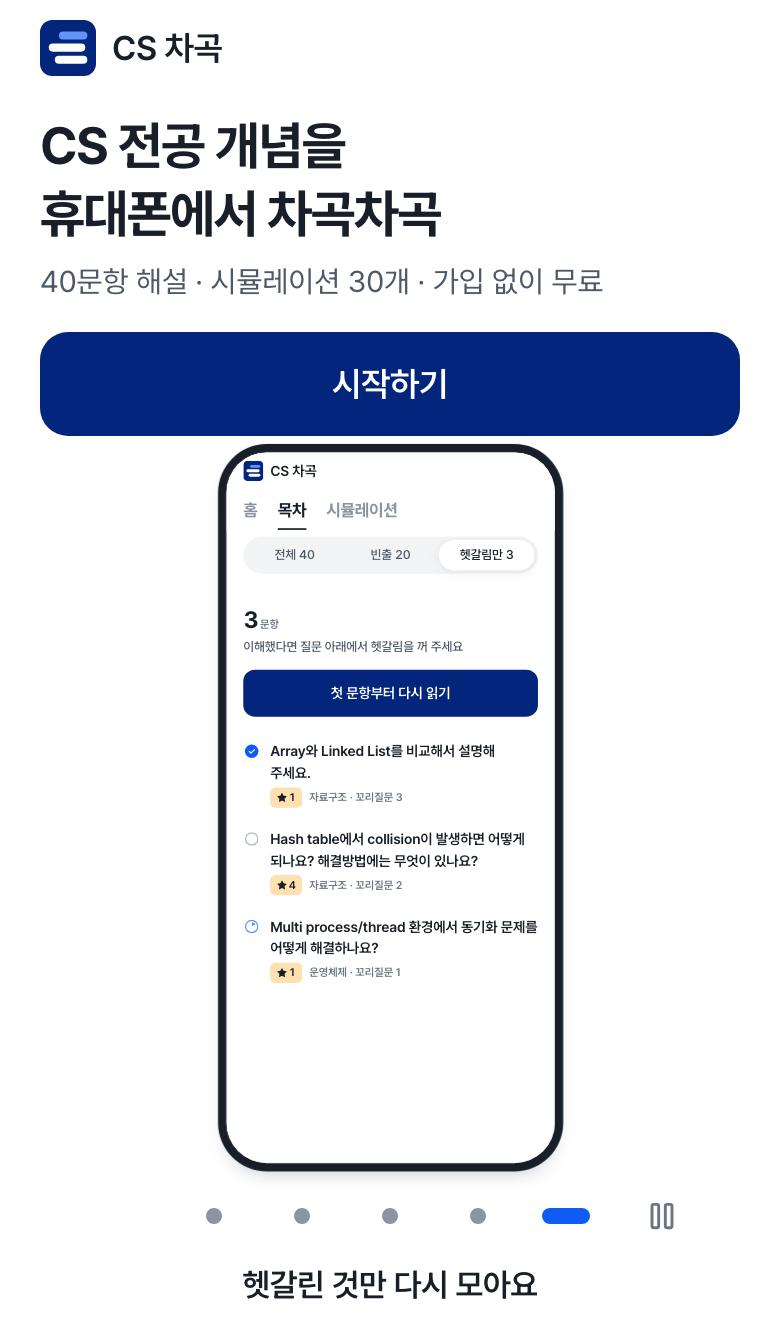 CS 차곡
CS 전공 개념을
휴대폰에서 차곡차곡
40문항 해설 · 시뮬레이션 30개 · 가입 없이 무료
시작하기
CS 차곡
홈 목차 시뮬레이션
전체 40 빈출 20 헷갈림만 3
3 문항
이해했다면 질문 아래에서 헷갈림을 꺼 주세요
첫 문항부터 다시 읽기
Array와 Linked List를 비교해서 설명해
주세요.
★ 1 자료구조 · 꼬리질문 3
Hash table에서 collision이 발생하면 어떻게
되나요? 해결방법에는 무엇이 있나요?
★ 4 자료구조 · 꼬리질문 2
Multi process/thread 환경에서 동기화 문제를
어떻게 해결하나요?
★ 1 운영체제 · 꼬리질문 1
헷갈린 것만 다시 모아요